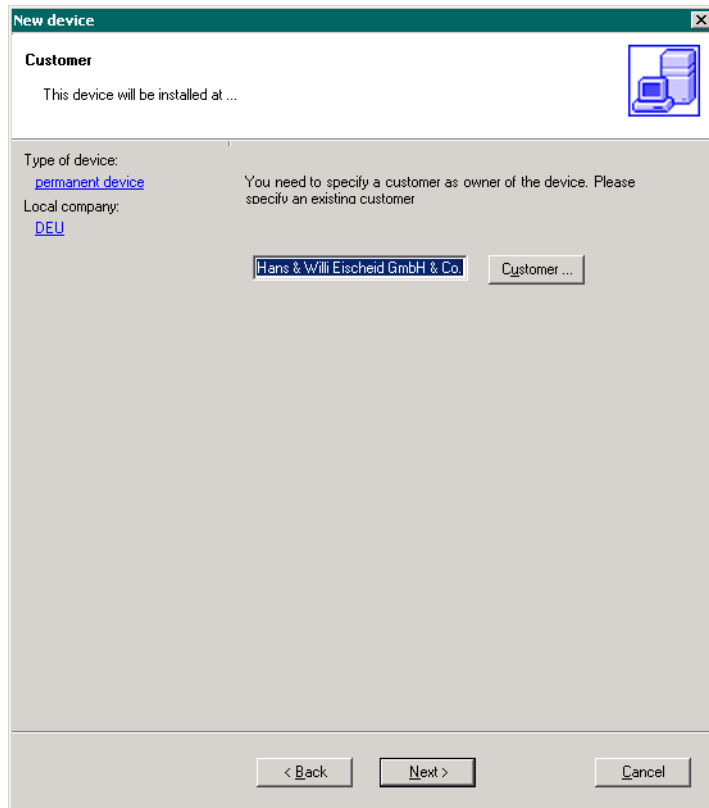 New device
Customer
This device will be installed at ...
Type of device:
permanent device
Local company:
DEU
You need to specify a customer as owner of the device. Please
specify an existing customer
Hans & Willi Eischeid GmbH & Co.
Customer ...
< Back
Next >
Cancel